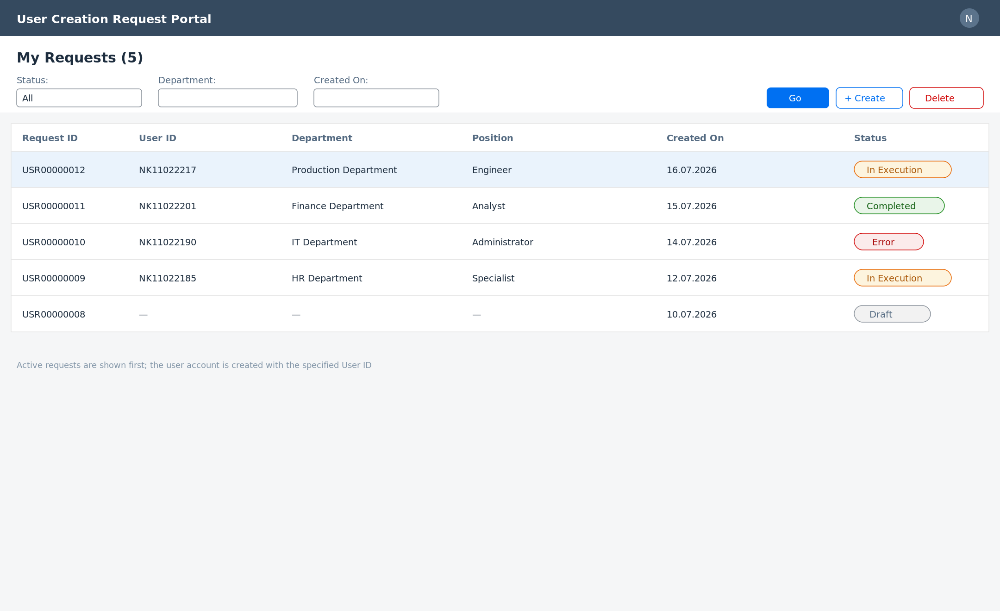 User Creation Request Portal
N
My Requests (5)
Status: Department: Created On:
All Go + Create Delete
Request ID User ID Department Position Created On Status
USR00000012 NK11022217 Production Department Engineer 16.07.2026 In Execution
USR00000011 NK11022201 Finance Department Analyst 15.07.2026 Completed
USR00000010 NK11022190 IT Department Administrator 14.07.2026 Error
USR00000009 NK11022185 HR Department Specialist 12.07.2026 In Execution
USR00000008 — — — 10.07.2026 Draft
Active requests are shown first; the user account is created with the specified User ID